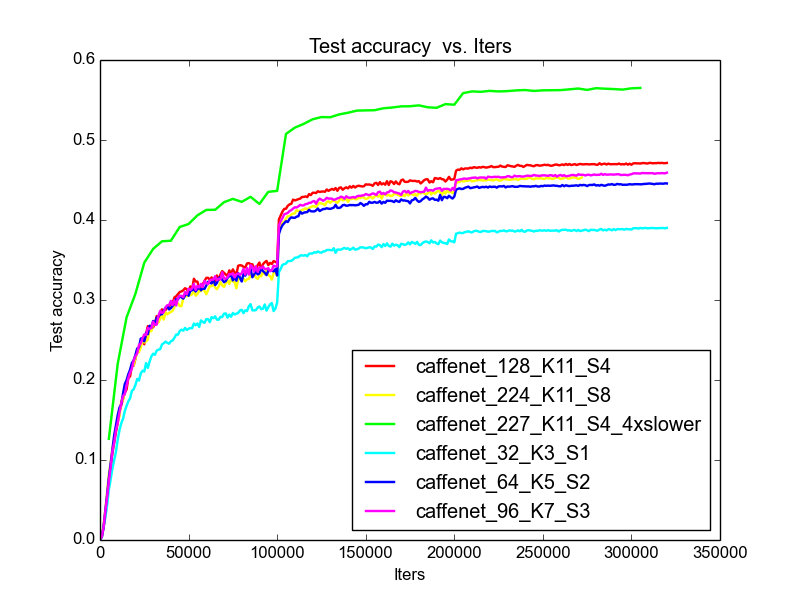 Test accuracy  vs. Iters
0.6
0.5
0.4
0.3
0.2
0.1
0.0
Test accuracy
caffenet_128_K11_S4
caffenet_224_K11_S8
caffenet_227_K11_S4_4xslower
caffenet_32_K3_S1
caffenet_64_K5_S2
caffenet_96_K7_S3
0 50000 100000 150000 200000 250000 300000 350000
Iters